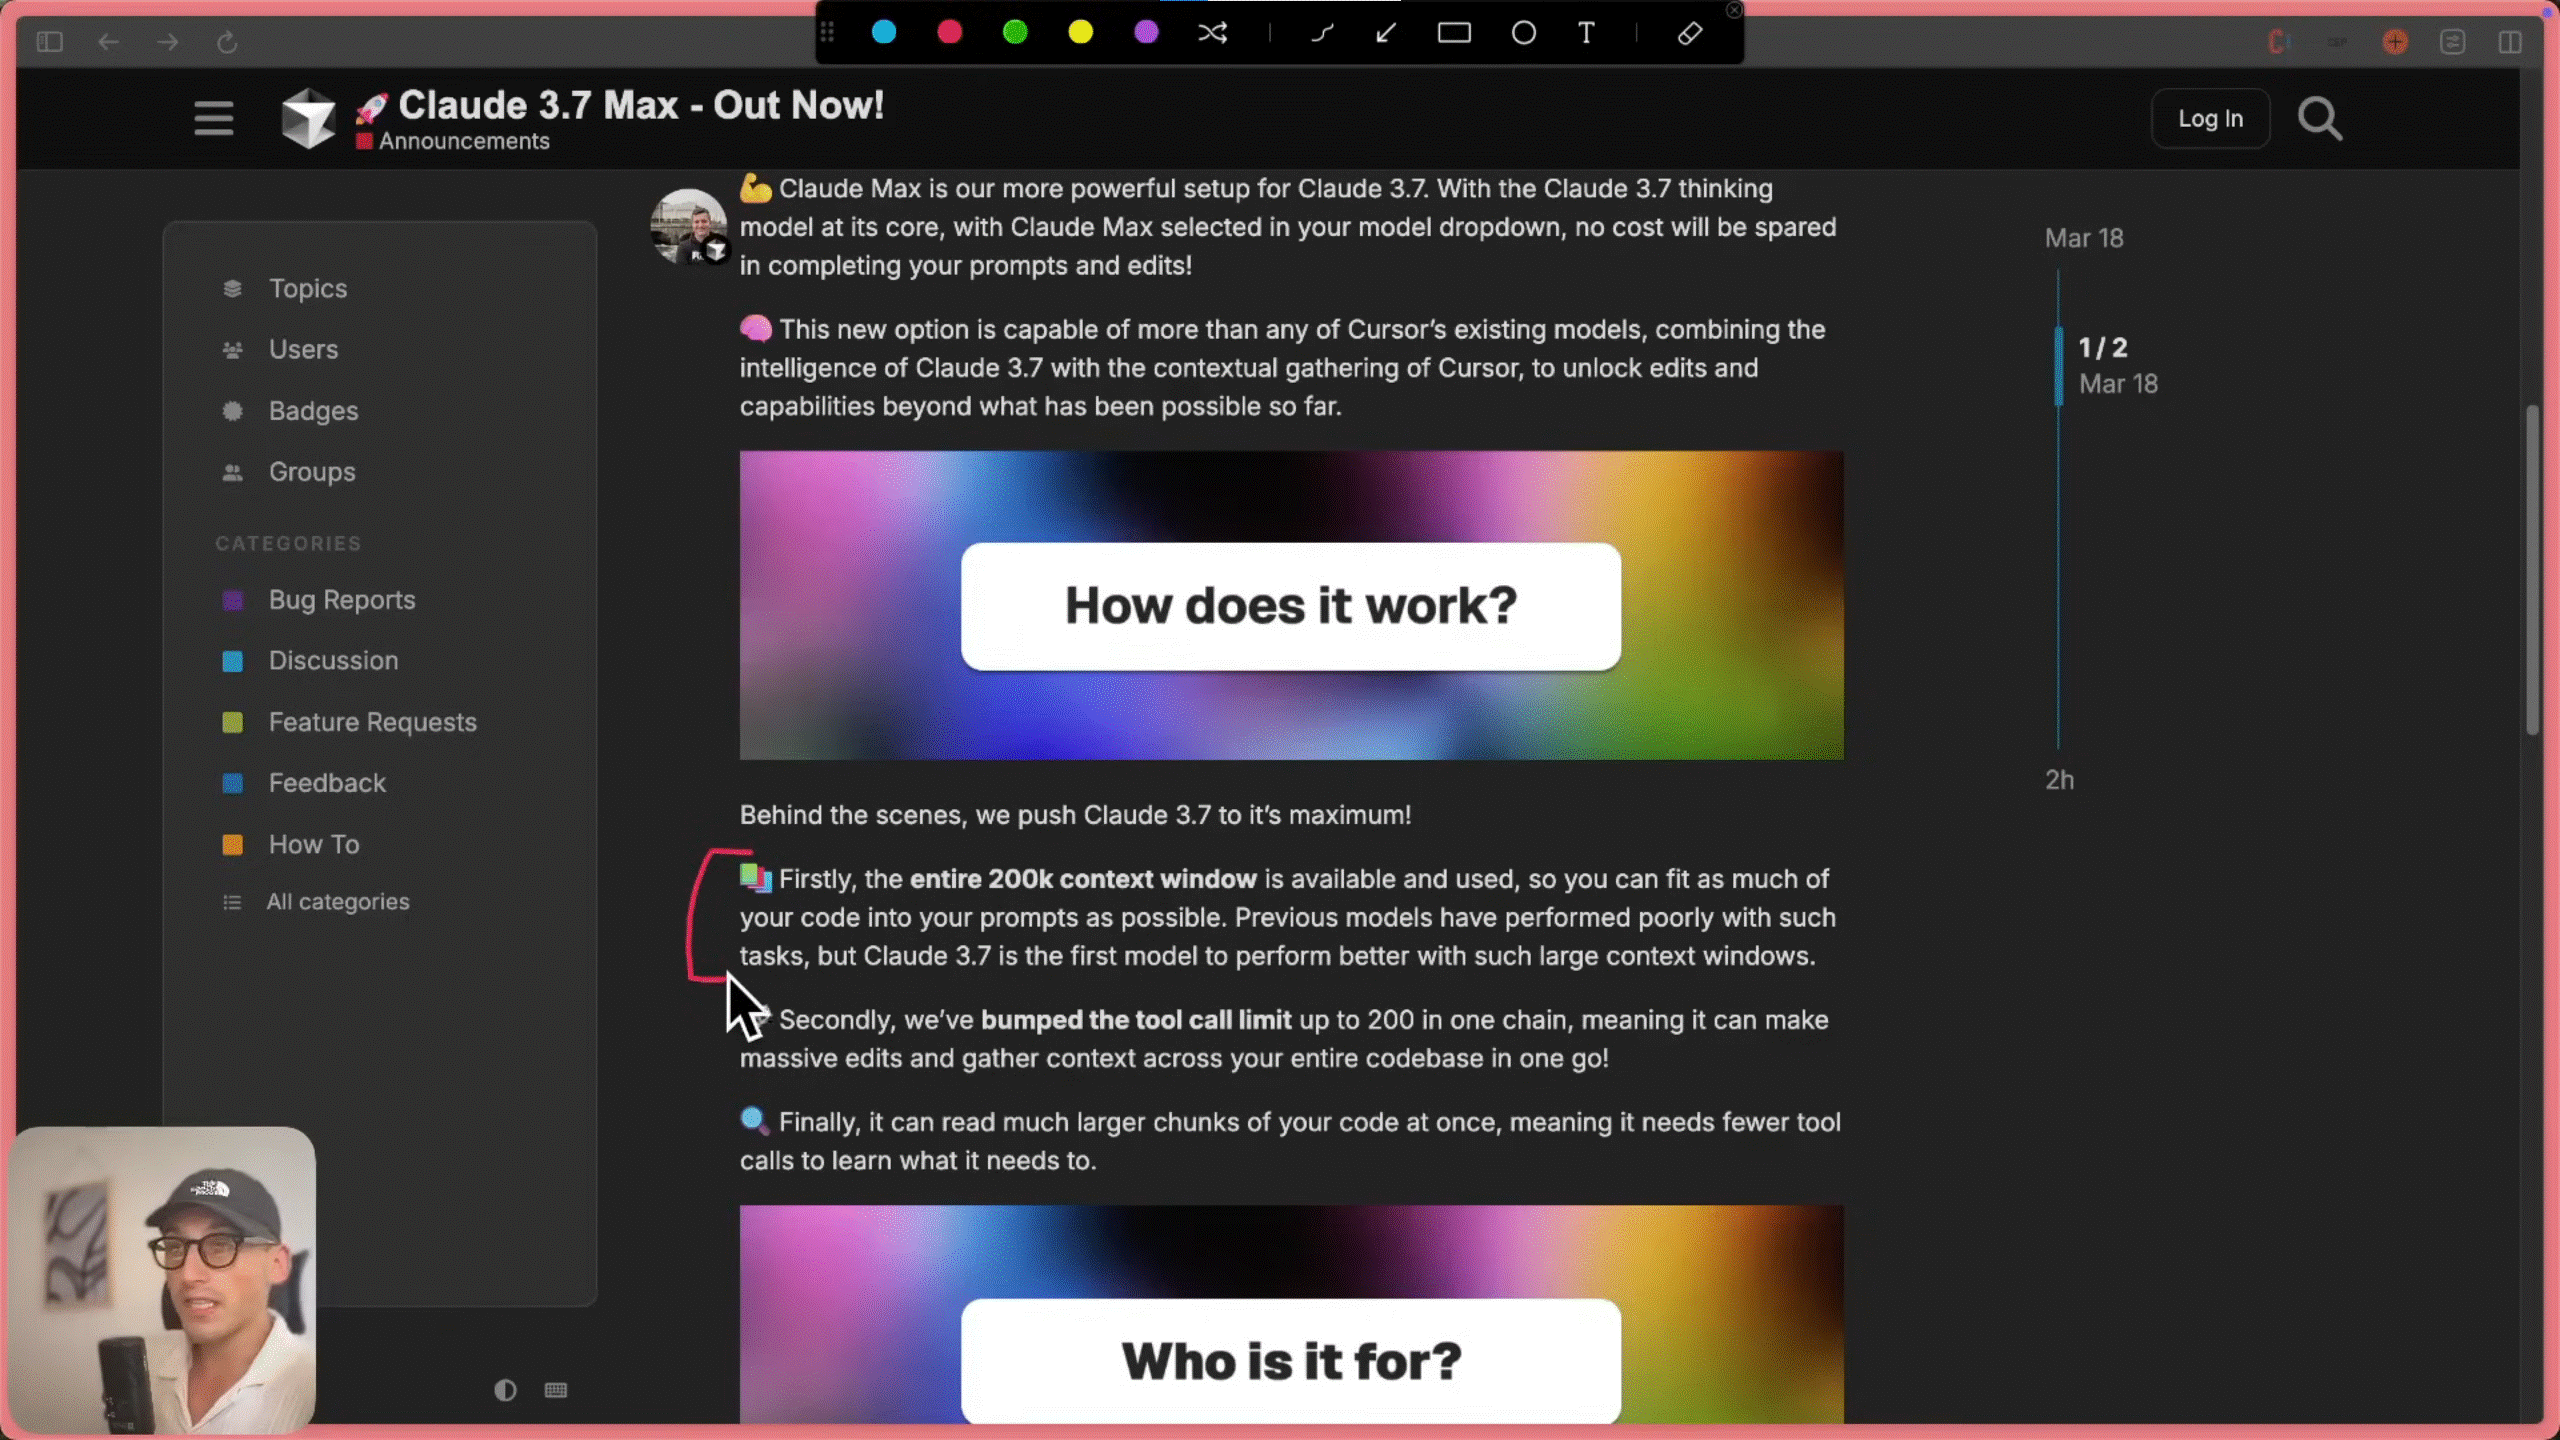 🚀 Claude 3.7 Max - Out Now!
Announcements
Log In
Topics
Users
Badges
Groups
CATEGORIES
Bug Reports
Discussion
Feature Requests
Feedback
How To
All categories
💪 Claude Max is our more powerful setup for Claude 3.7. With the Claude 3.7 thinking
model at its core, with Claude Max selected in your model dropdown, no cost will be spared
in completing your prompts and edits!
🧠 This new option is capable of more than any of Cursor’s existing models, combining the
intelligence of Claude 3.7 with the contextual gathering of Cursor, to unlock edits and
capabilities beyond what has been possible so far.
How does it work?
Behind the scenes, we push Claude 3.7 to it’s maximum!
Firstly, the entire 200k context window is available and used, so you can fit as much of
your code into your prompts as possible. Previous models have performed poorly with such
tasks, but Claude 3.7 is the first model to perform better with such large context windows.
Secondly, we’ve bumped the tool call limit up to 200 in one chain, meaning it can make
massive edits and gather context across your entire codebase in one go!
🔍 Finally, it can read much larger chunks of your code at once, meaning it needs fewer tool
calls to learn what it needs to.
Who is it for?
Mar 18
1 / 2
Mar 18
2h
T